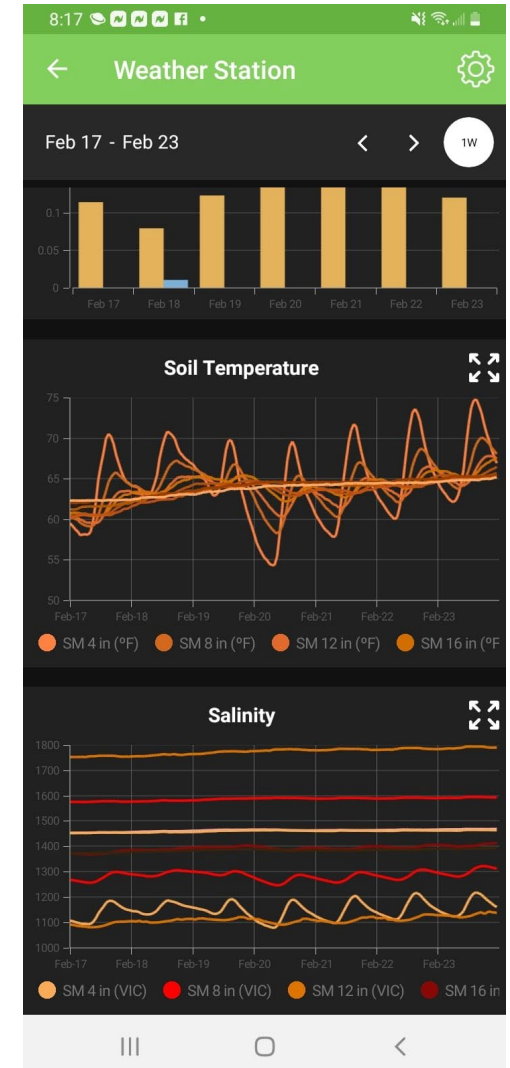 8:17
Weather Station
Feb 17 - Feb 23
1W
0.1
0.05
0
Feb 17 Feb 18 Feb 19 Feb 20 Feb 21 Feb 22 Feb 23
Soil Temperature
75
70
65
60
55
50
Feb-17 Feb-18 Feb-19 Feb-20 Feb-21 Feb-22 Feb-23
SM 4 in (ºF) SM 8 in (ºF) SM 12 in (ºF) SM 16 in (ºF
Salinity
1800
1700
1600
1500
1400
1300
1200
1100
1000
Feb-17 Feb-18 Feb-19 Feb-20 Feb-21 Feb-22 Feb-23
SM 4 in (VIC) SM 8 in (VIC) SM 12 in (VIC) SM 16 in